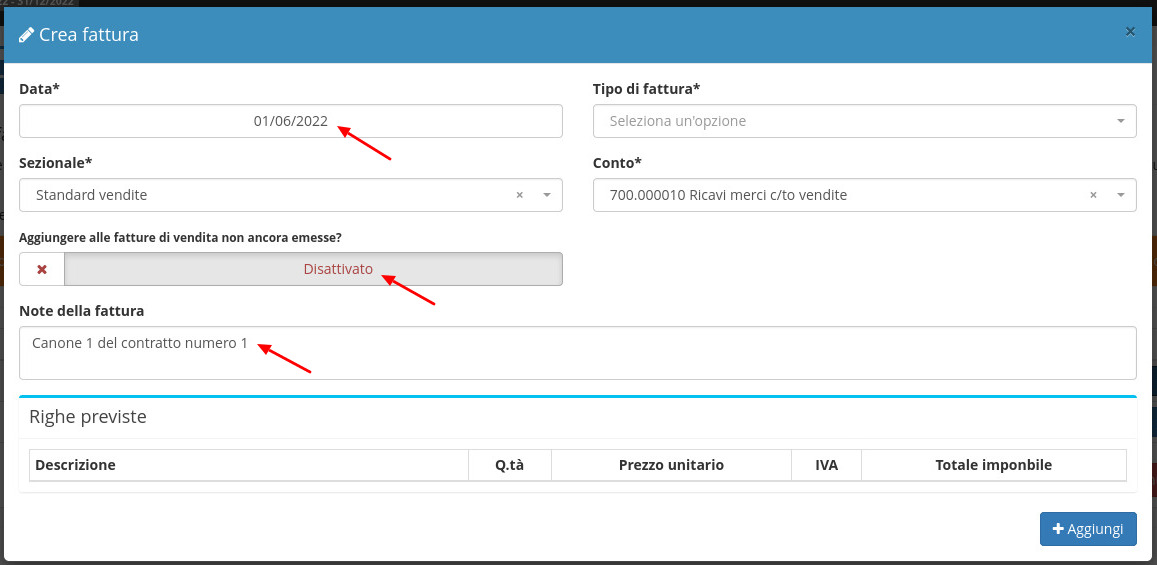 2 - 31/12/2022
Crea fattura
×
Data*
Tipo di fattura*
01/06/2022
Seleziona un'opzione
Sezionale*
Conto*
Standard vendite ×
700.000010 Ricavi merci c/to vendite ×
Aggiungere alle fatture di vendita non ancora emesse?
Disattivato
Note della fattura
Canone 1 del contratto numero 1
Righe previste
Descrizione Q.tà Prezzo unitario IVA Totale imponbile
Aggiungi